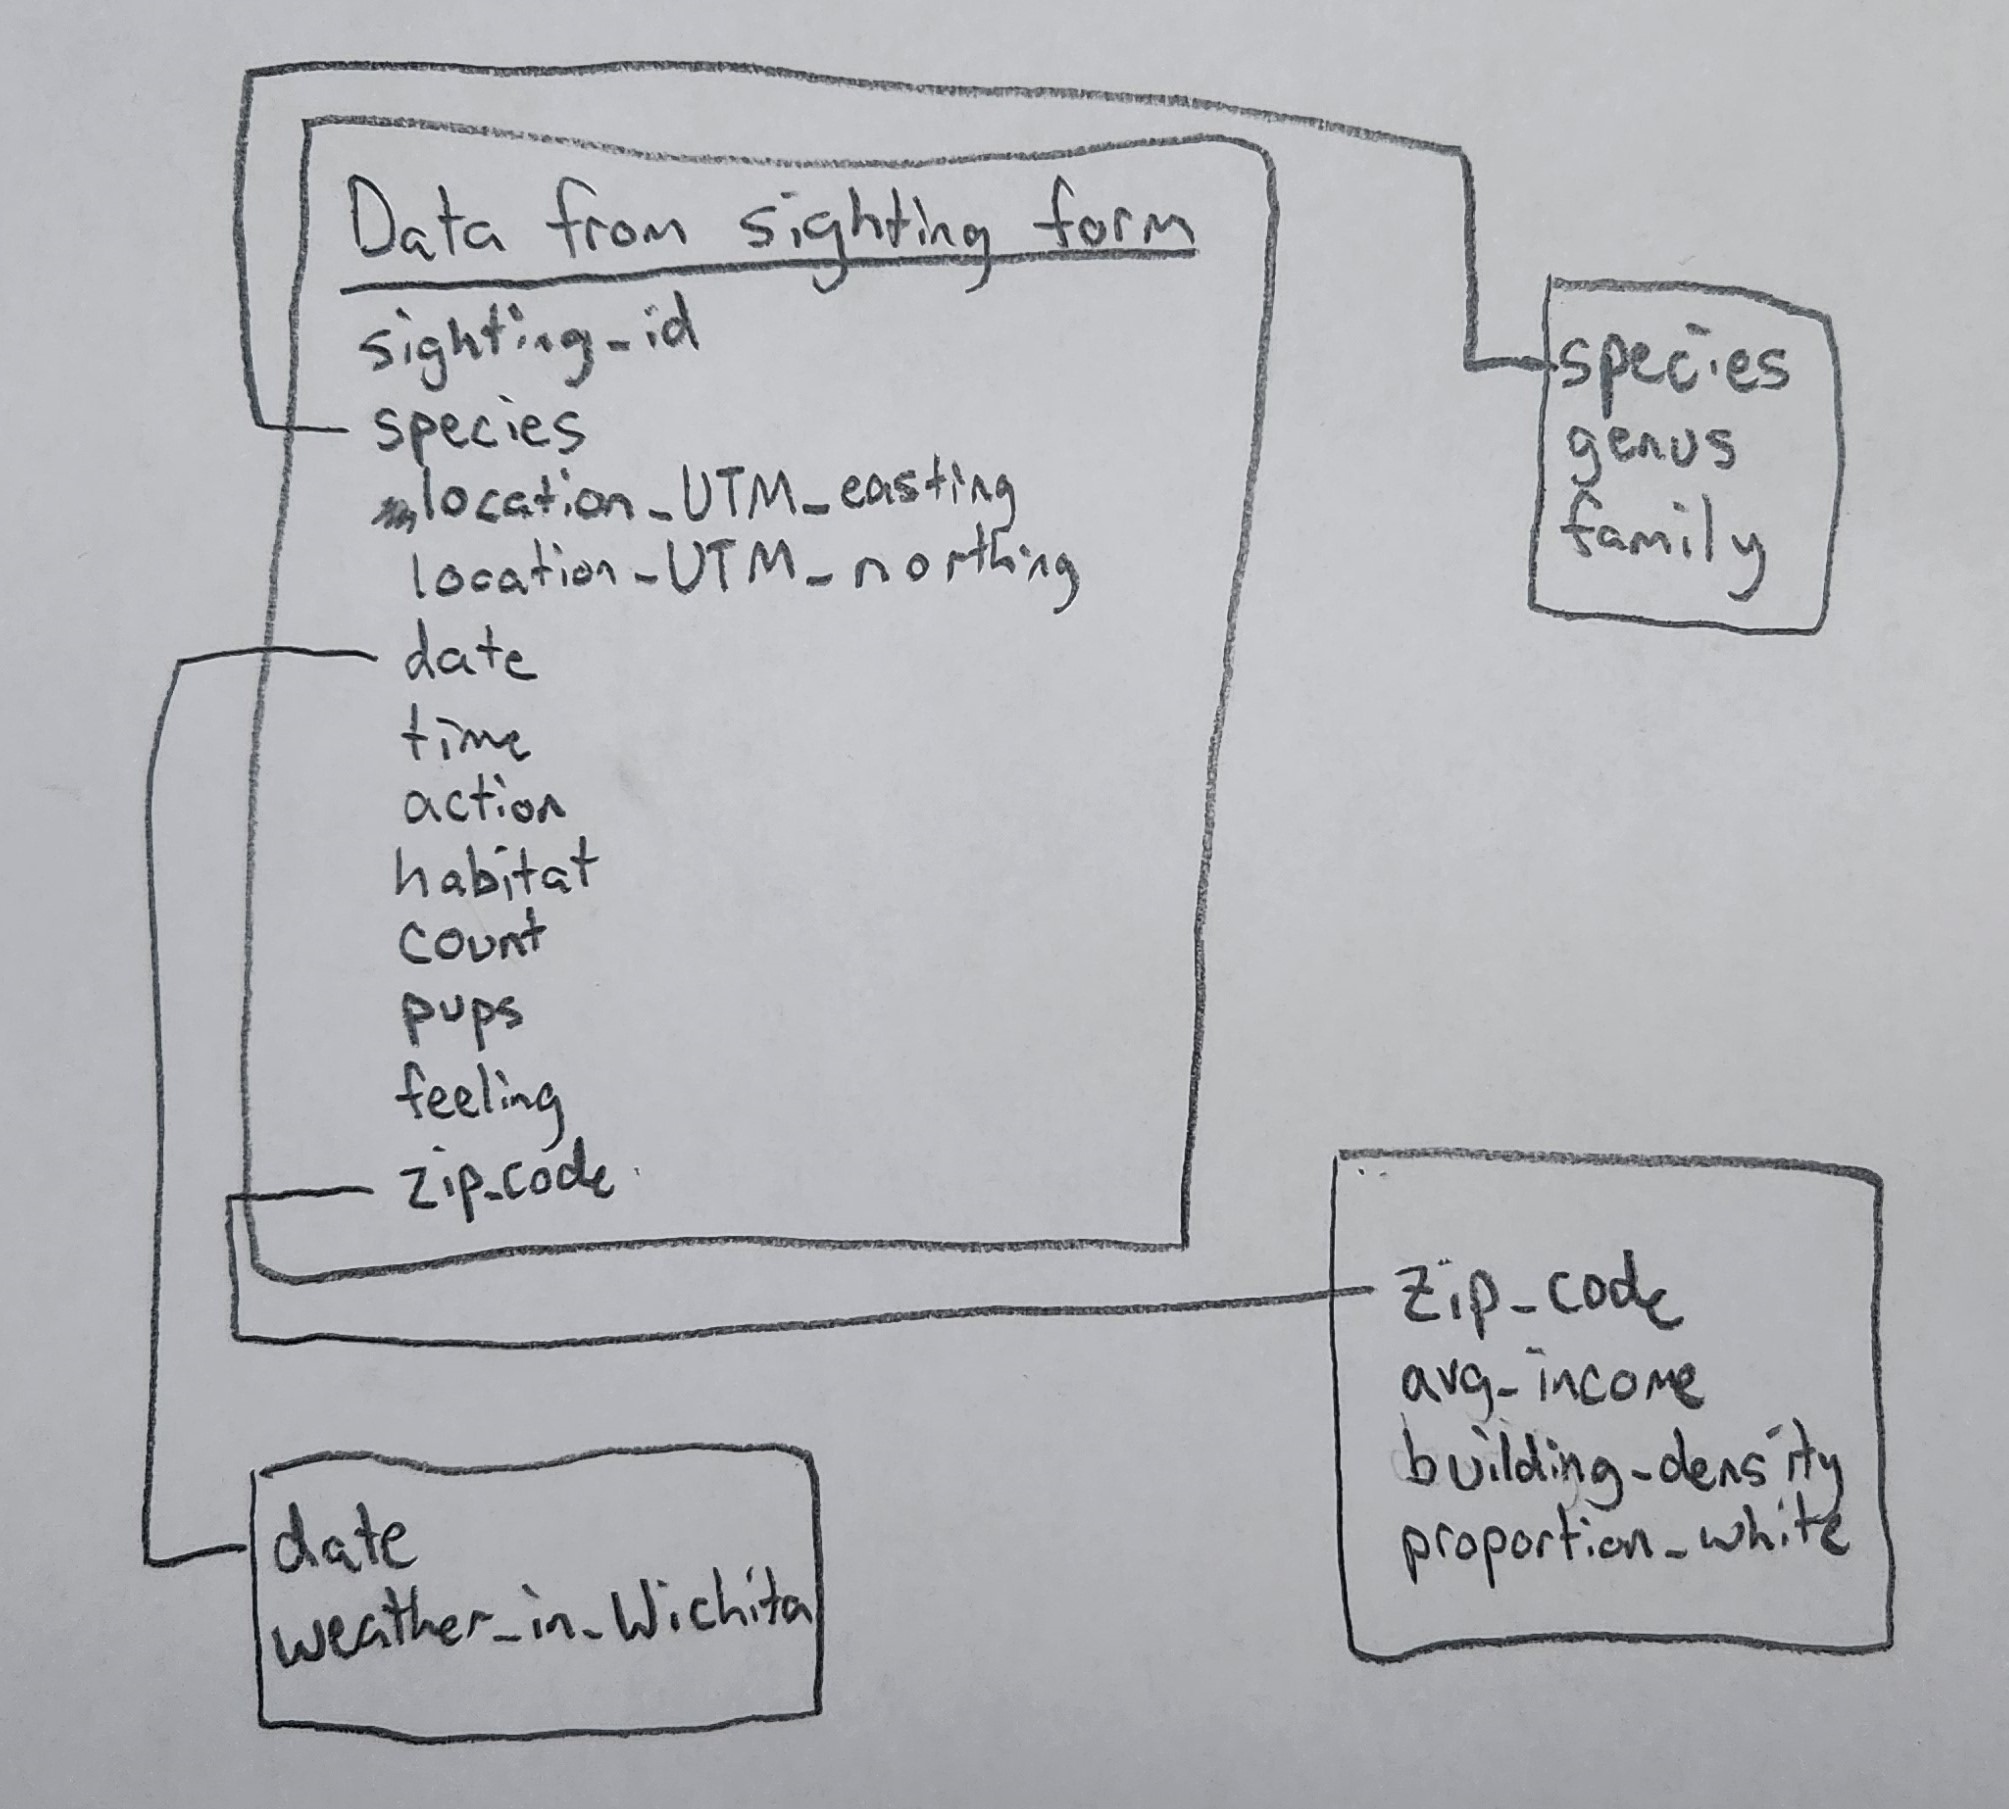 Data from sighting form
sighting_id
species
location_UTM_easting
location_UTM_northing
date
time
action
habitat
count
pups
feeling
zip_code
species
genus
family
zip_code
avg_income
building_density
proportion_white
date
weather_in_Wichita